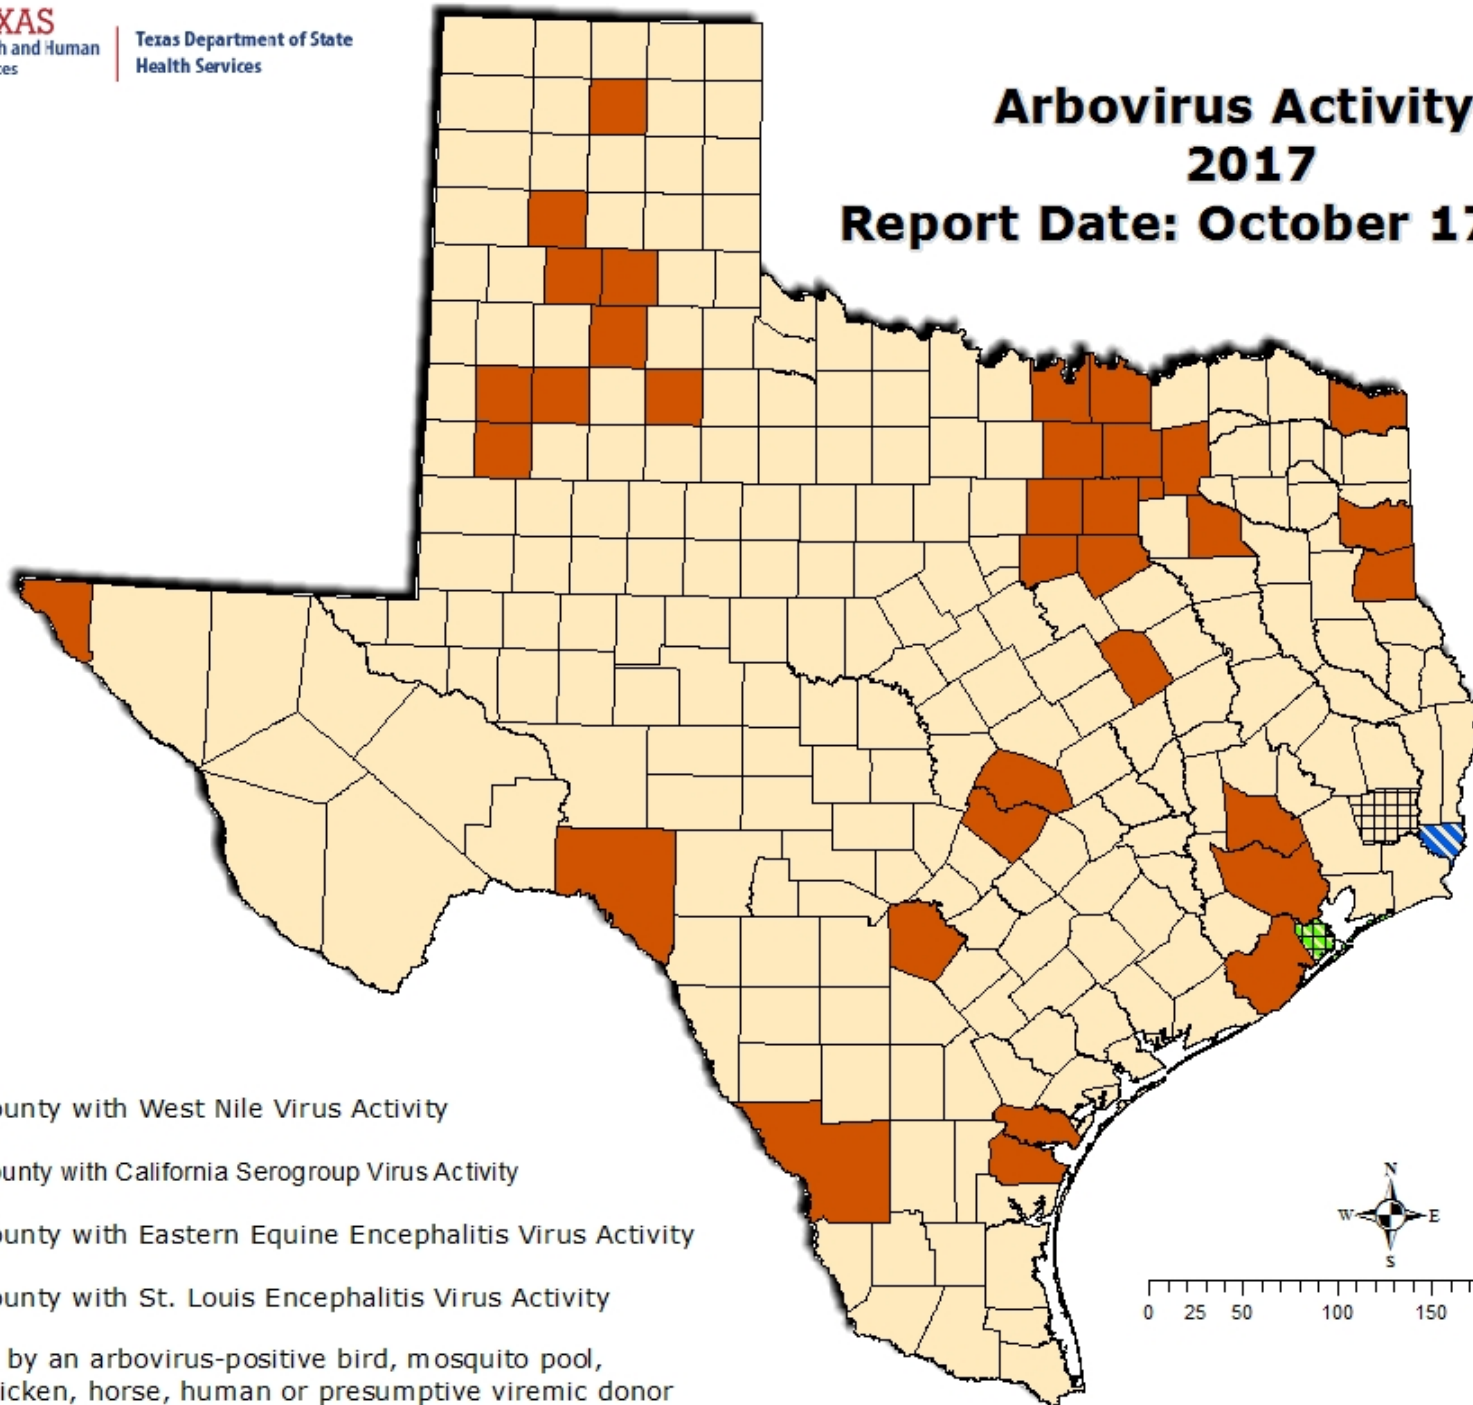 XAS
h and Human
ces
Texas Department of State
Health Services
Arbovirus Activity
2017
Report Date: October 17
ounty with West Nile Virus Activity
ounty with California Serogroup Virus Activity
ounty with Eastern Equine Encephalitis Virus Activity
ounty with St. Louis Encephalitis Virus Activity
by an arbovirus-positive bird, mosquito pool,
icken, horse, human or presumptive viremic donor
N
W E
S
0 25 50 100 150